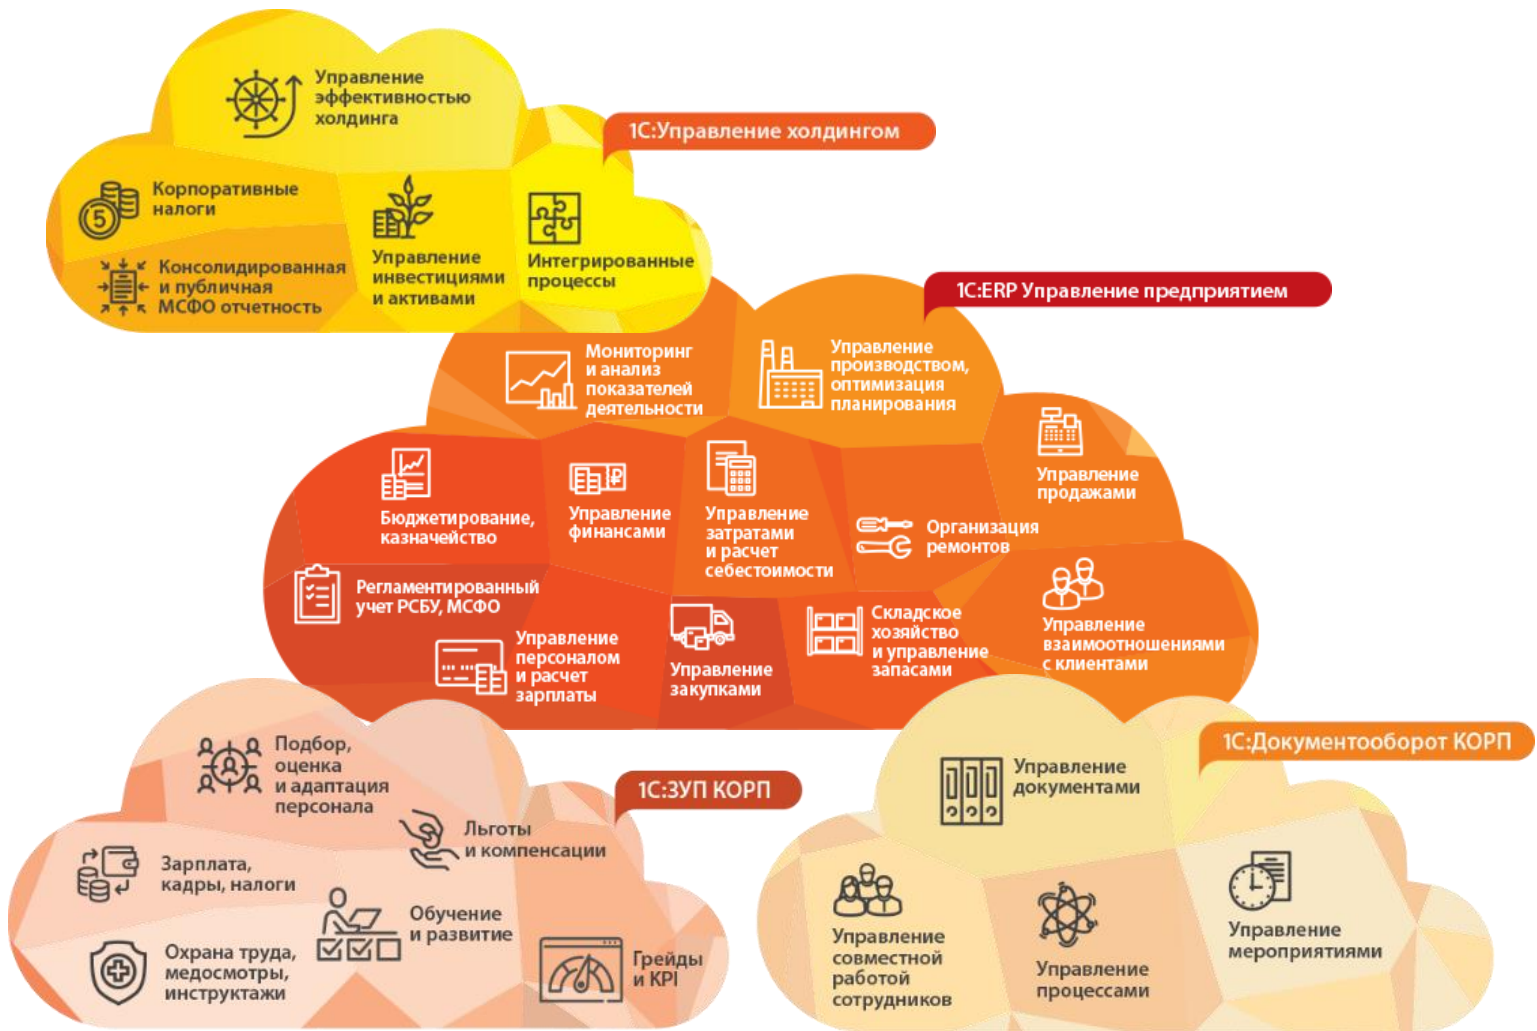 Управление
эффективностью
холдинга
1С:Управление холдингом
Корпоративные
налоги
5
Управление
инвестициями
и активами
Интегрированные
процессы
Консолидированная
и публичная
МСФО отчетность
1С:ERP Управление предприятием
Мониторинг
и анализ
показателей
деятельности
Управление
производством,
оптимизация
планирования
Управление
продажами
Бюджетирование,
казначейство
₽
Управление
финансами
Управление
затратами
и расчет
себестоимости
Организация
ремонтов
Регламентированный
учет РСБУ, МСФО
Управление
персоналом
и расчет
зарплаты
Управление
закупками
Складское
хозяйство
и управление
запасами
Управление
взаимоотношениями
с клиентами
1С:ЗУП КОРП
Подбор,
оценка
и адаптация
персонала
Льготы
и компенсации
Зарплата,
кадры, налоги
Обучение
и развитие
Охрана труда,
медосмотры,
инструктажи
Грейды
и KPI
1С:Документооборот КОРП
Управление
документами
Управление
совместной
работой
сотрудников
Управление
процессами
Управление
мероприятиями